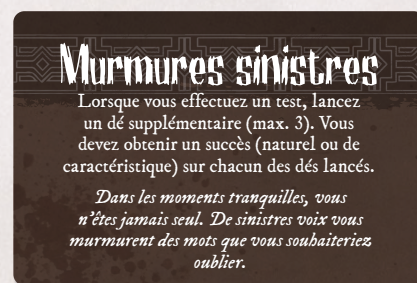 Murmures sinistres
Lorsque vous effectuez un test, lancez
un dé supplémentaire (max. 3). Vous
devez obtenir un succès (naturel ou de
caractéristique) sur chacun des dés lancés.
Dans les moments tranquilles, vous
n'êtes jamais seul. De sinistres voix vous
murmurent des mots que vous souhaiteriez
oublier.